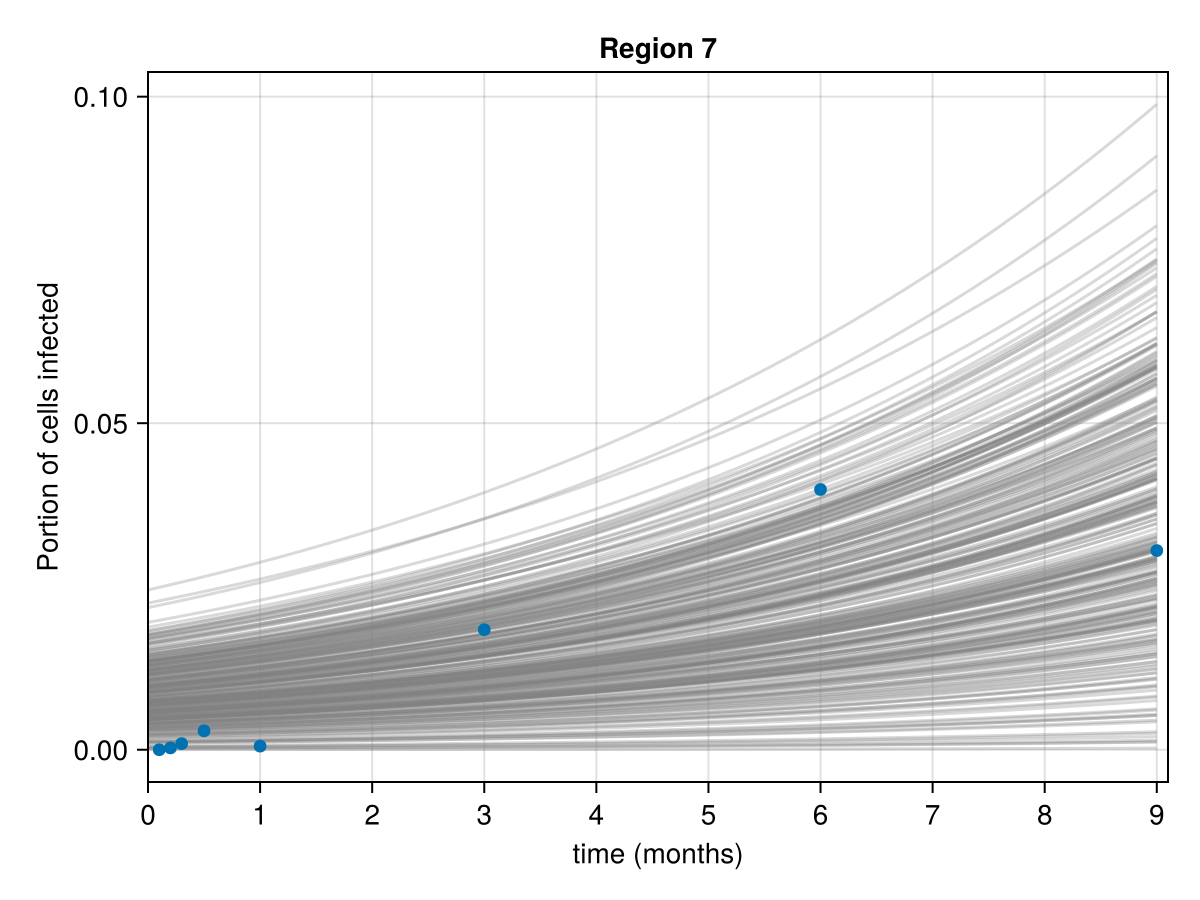 Region 7
0.10
0.05
0.00
Portion of cells infected
0 1 2 3 4 5 6 7 8 9
time (months)